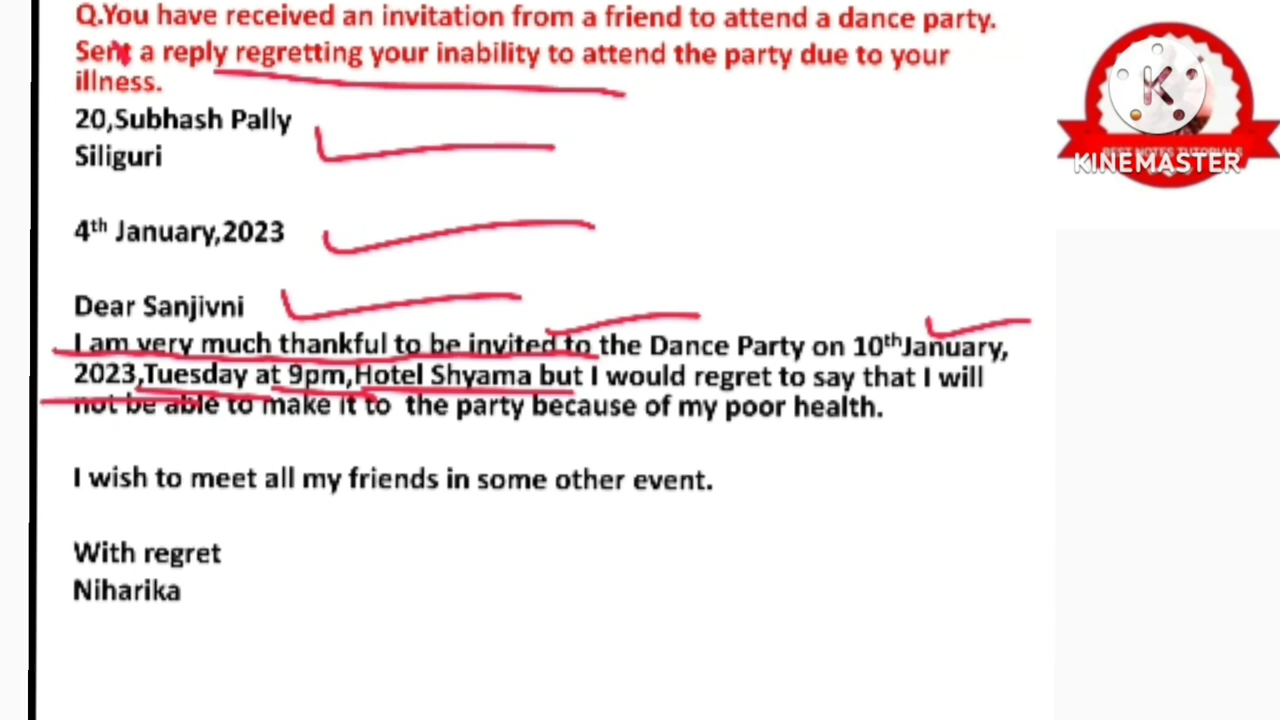 Q.You have received an invitation from a friend to attend a dance party.
Sent a reply regretting your inability to attend the party due to your
illness.
20,Subhash Pally
Siliguri
4th January,2023
Dear Sanjivni
I am very much thankful to be invited to the Dance Party on 10thJanuary,
2023,Tuesday at 9pm,Hotel Shyama but I would regret to say that I will
not be able to make it to the party because of my poor health.
I wish to meet all my friends in some other event.
With regret
Niharika
K
BEST NOTES TUTORIALS
KINEMASTER